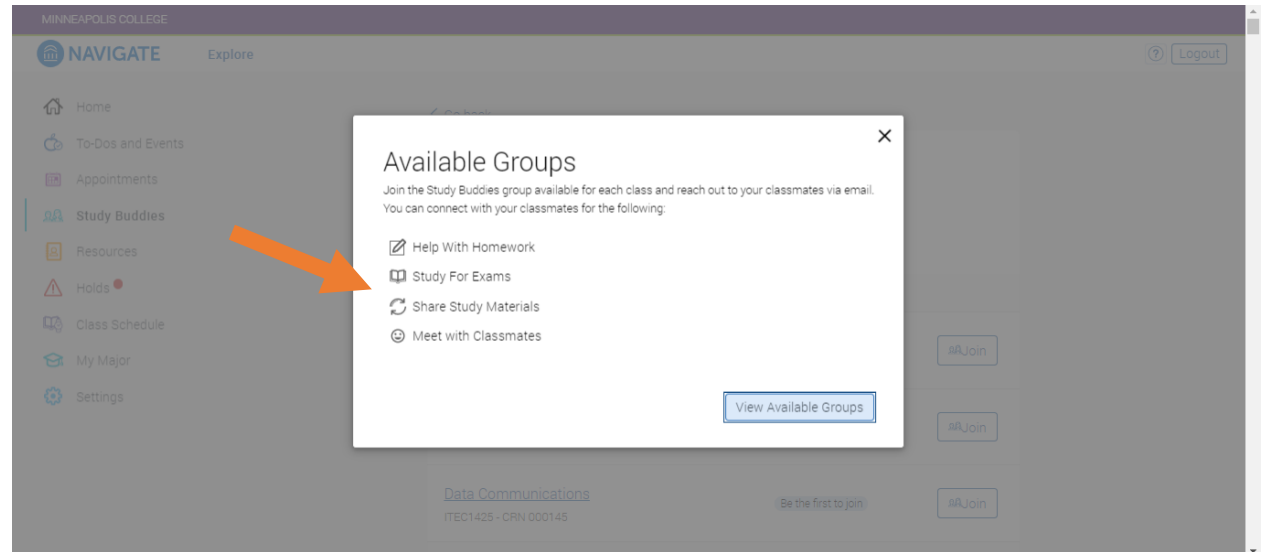 MINNEAPOLIS COLLEGE
NAVIGATE Explore ? Logout
Home
Go back
To-Dos and Events
Appointments
Study Buddies
Resources
Holds
Class Schedule
My Major
Settings
Available Groups
Join the Study Buddies group available for each class and reach out to your classmates via email.
You can connect with your classmates for the following:
Help With Homework
Study For Exams
Share Study Materials
Meet with Classmates
View Available Groups
Join
Join
Data Communications Be the first to join Join
ITEC1425 - CRN 000145